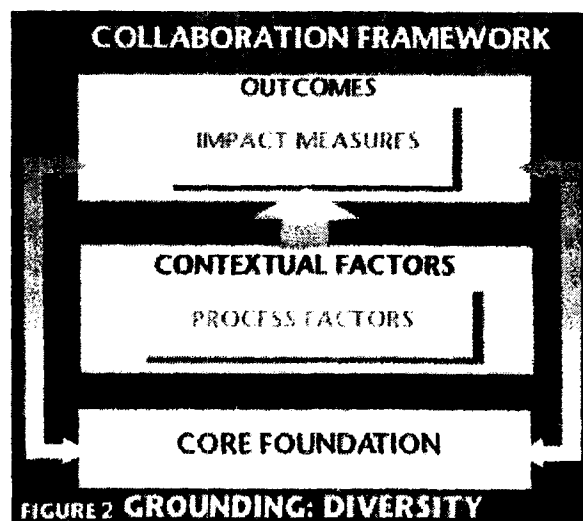 COLLABORATION FRAMEWORK
OUTCOMES
IMPACT MEASURES
CONTEXTUAL FACTORS
PROCESS FACTORS
CORE FOUNDATION
FIGURE 2 GROUNDING: DIVERSITY